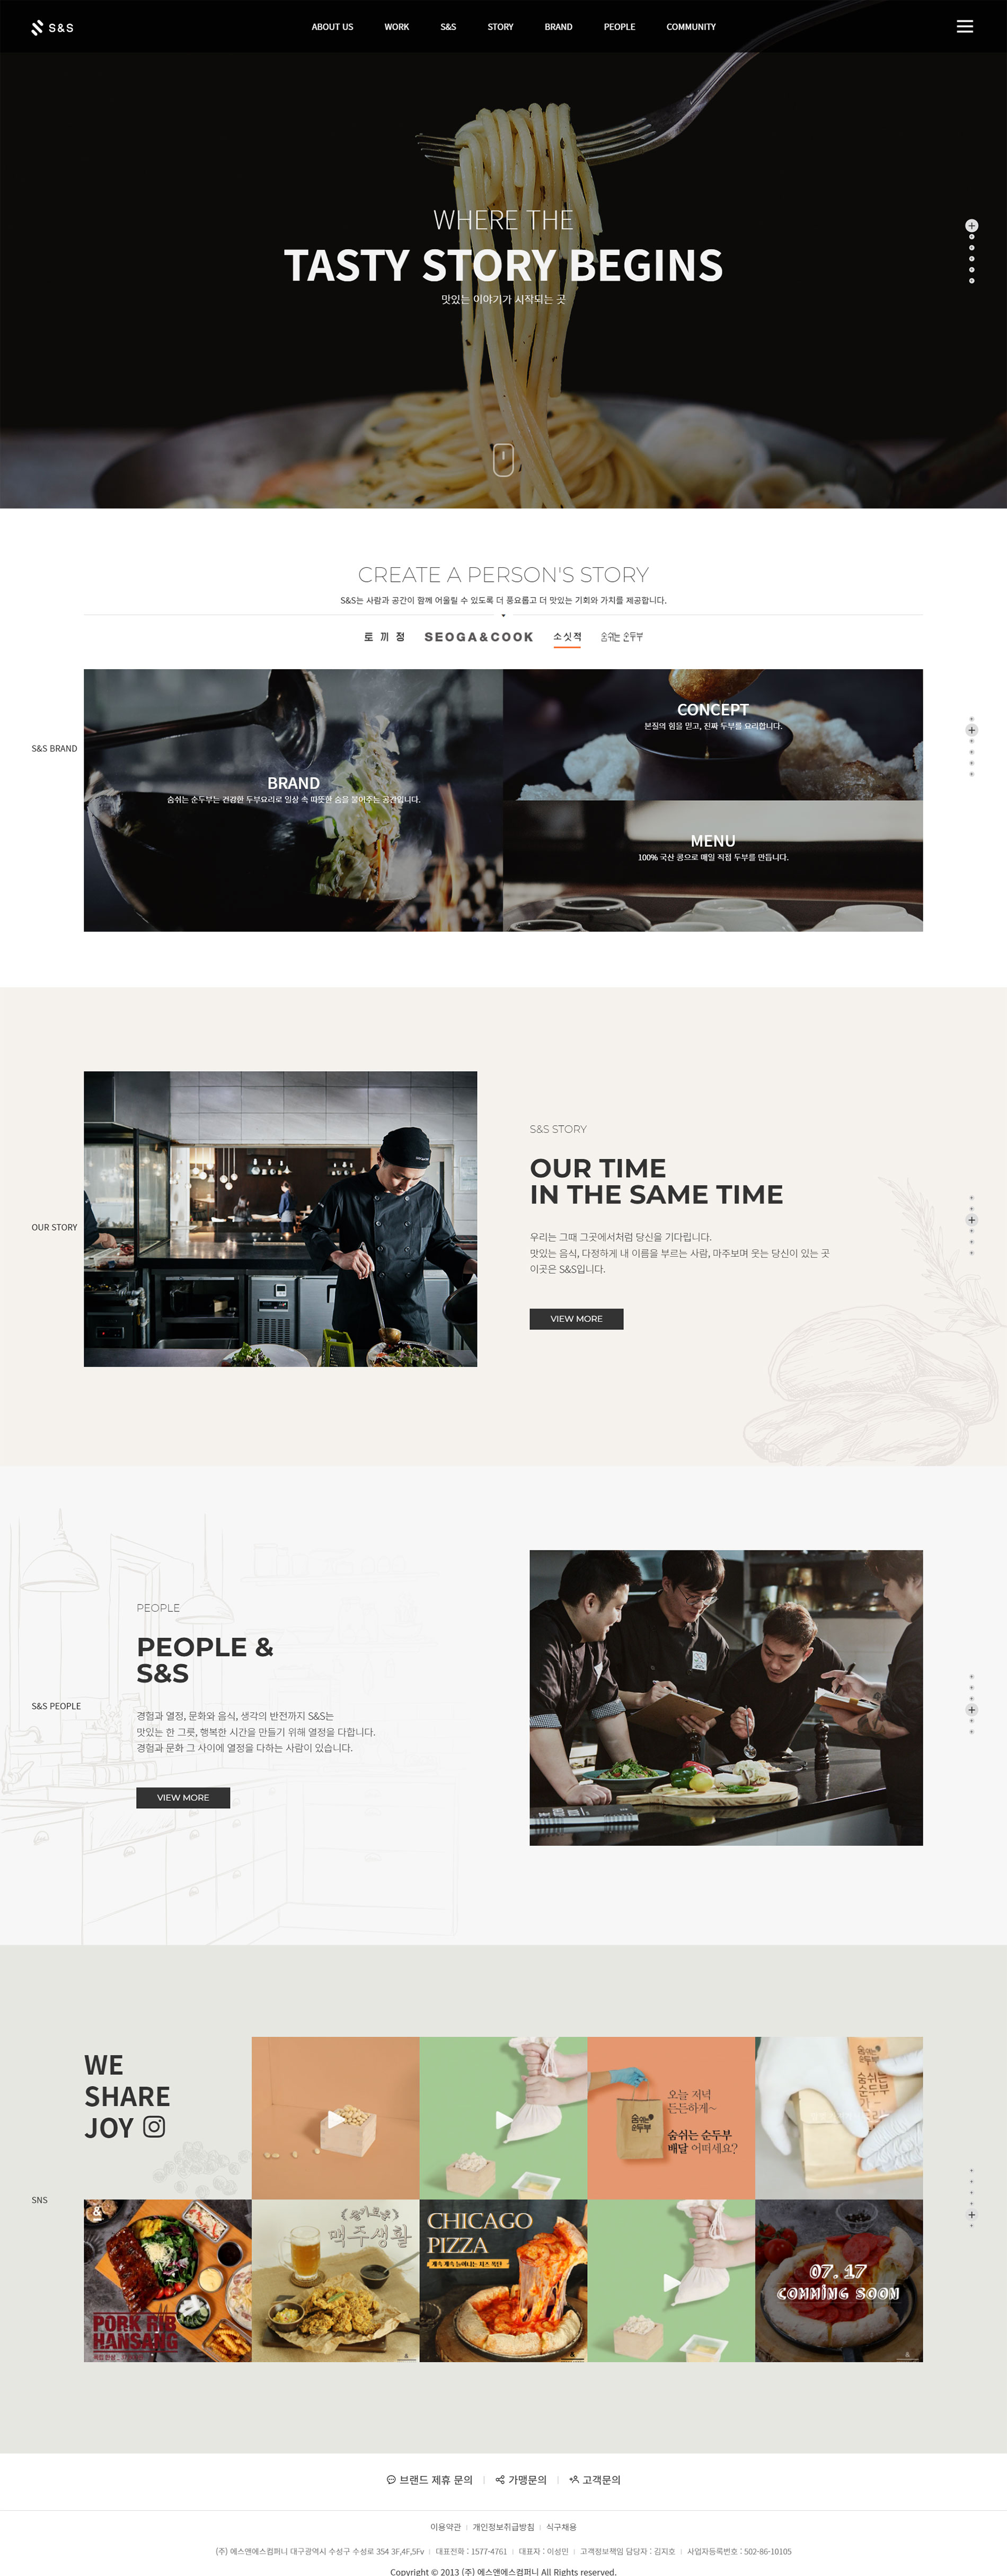 S&S
ABOUT US
WORK
S&S
STORY
BRAND
PEOPLE
COMMUNITY
WHERE THE
TASTY STORY BEGINS
맛있는 이야기가 시작되는 곳
CREATE A PERSON'S STORY
S&S는 사람과 공간이 함께 어울릴 수 있도록 더 풍요롭고 더 맛있는 기회와 가치를 제공합니다.
토끼정
SEOGA&COOK
소싯적
숨쉬는 순두부
S&S BRAND
BRAND
숨쉬는 순두부는 건강한 두부요리로 일상 속 따뜻한 숨을 불어주는 공간입니다.
CONCEPT
본질의 힘을 믿고, 진짜 두부를 요리합니다.
MENU
100% 국산 콩으로 매일 직접 두부를 만듭니다.
OUR STORY
S&S STORY
OUR TIME
IN THE SAME TIME
우리는 그때 그곳에서처럼 당신을 기다립니다.
맛있는 음식, 다정하게 내 이름을 부르는 사람, 마주보며 웃는 당신이 있는 곳
이곳은 S&S입니다.
VIEW MORE
S&S PEOPLE
PEOPLE
PEOPLE &
S&S
경험과 열정, 문화와 음식, 생각의 반전까지 S&S는
맛있는 한 그릇, 행복한 시간을 만들기 위해 열정을 다합니다.
경험과 문화 그 사이에 열정을 다하는 사람이 있습니다.
VIEW MORE
SNS
WE
SHARE
JOY
숨쉬는
순두부
오늘 저녁
든든하게~
숨쉬는 순두부
배달 어떠세요?
숨쉬는
순두부
숨쉬는
순두부
&
PORK RIB
HANSANG
맥주생활
CHICAGO
PIZZA
07.17
COMMING SOON
브랜드 제휴 문의
가맹문의
고객문의
이용약관
개인정보취급방침
식구채용
(주) 에스앤에스컴퍼니 대구광역시 수성구 수성로 354 3F,4F,5Fv
대표전화 : 1577-4761
대표자 : 이성민
고객정보책임 담당자 : 김지호
사업자등록번호 : 502-86-10105
Copyright © 2013 (주) 에스앤에스컴퍼니 All Rights reserved.